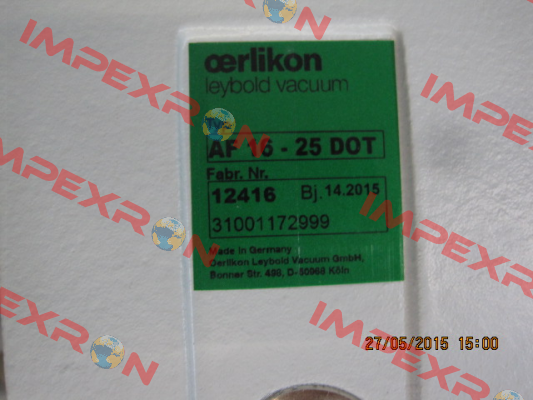 œrlikon
leybold vacuum
AF 16 - 25 DOT
Fabr. Nr.
12416 Bj. 14.2015
31001172999
Made in Germany
Oerlikon Leybold Vacuum GmbH,
Bonner Str. 498, D-50968 Köln
27/05/2015 15:00
IMPEXRON
IMPEXRON
IMPEXRON
IMPEXRON
IMPEXRON
IMPEXRON